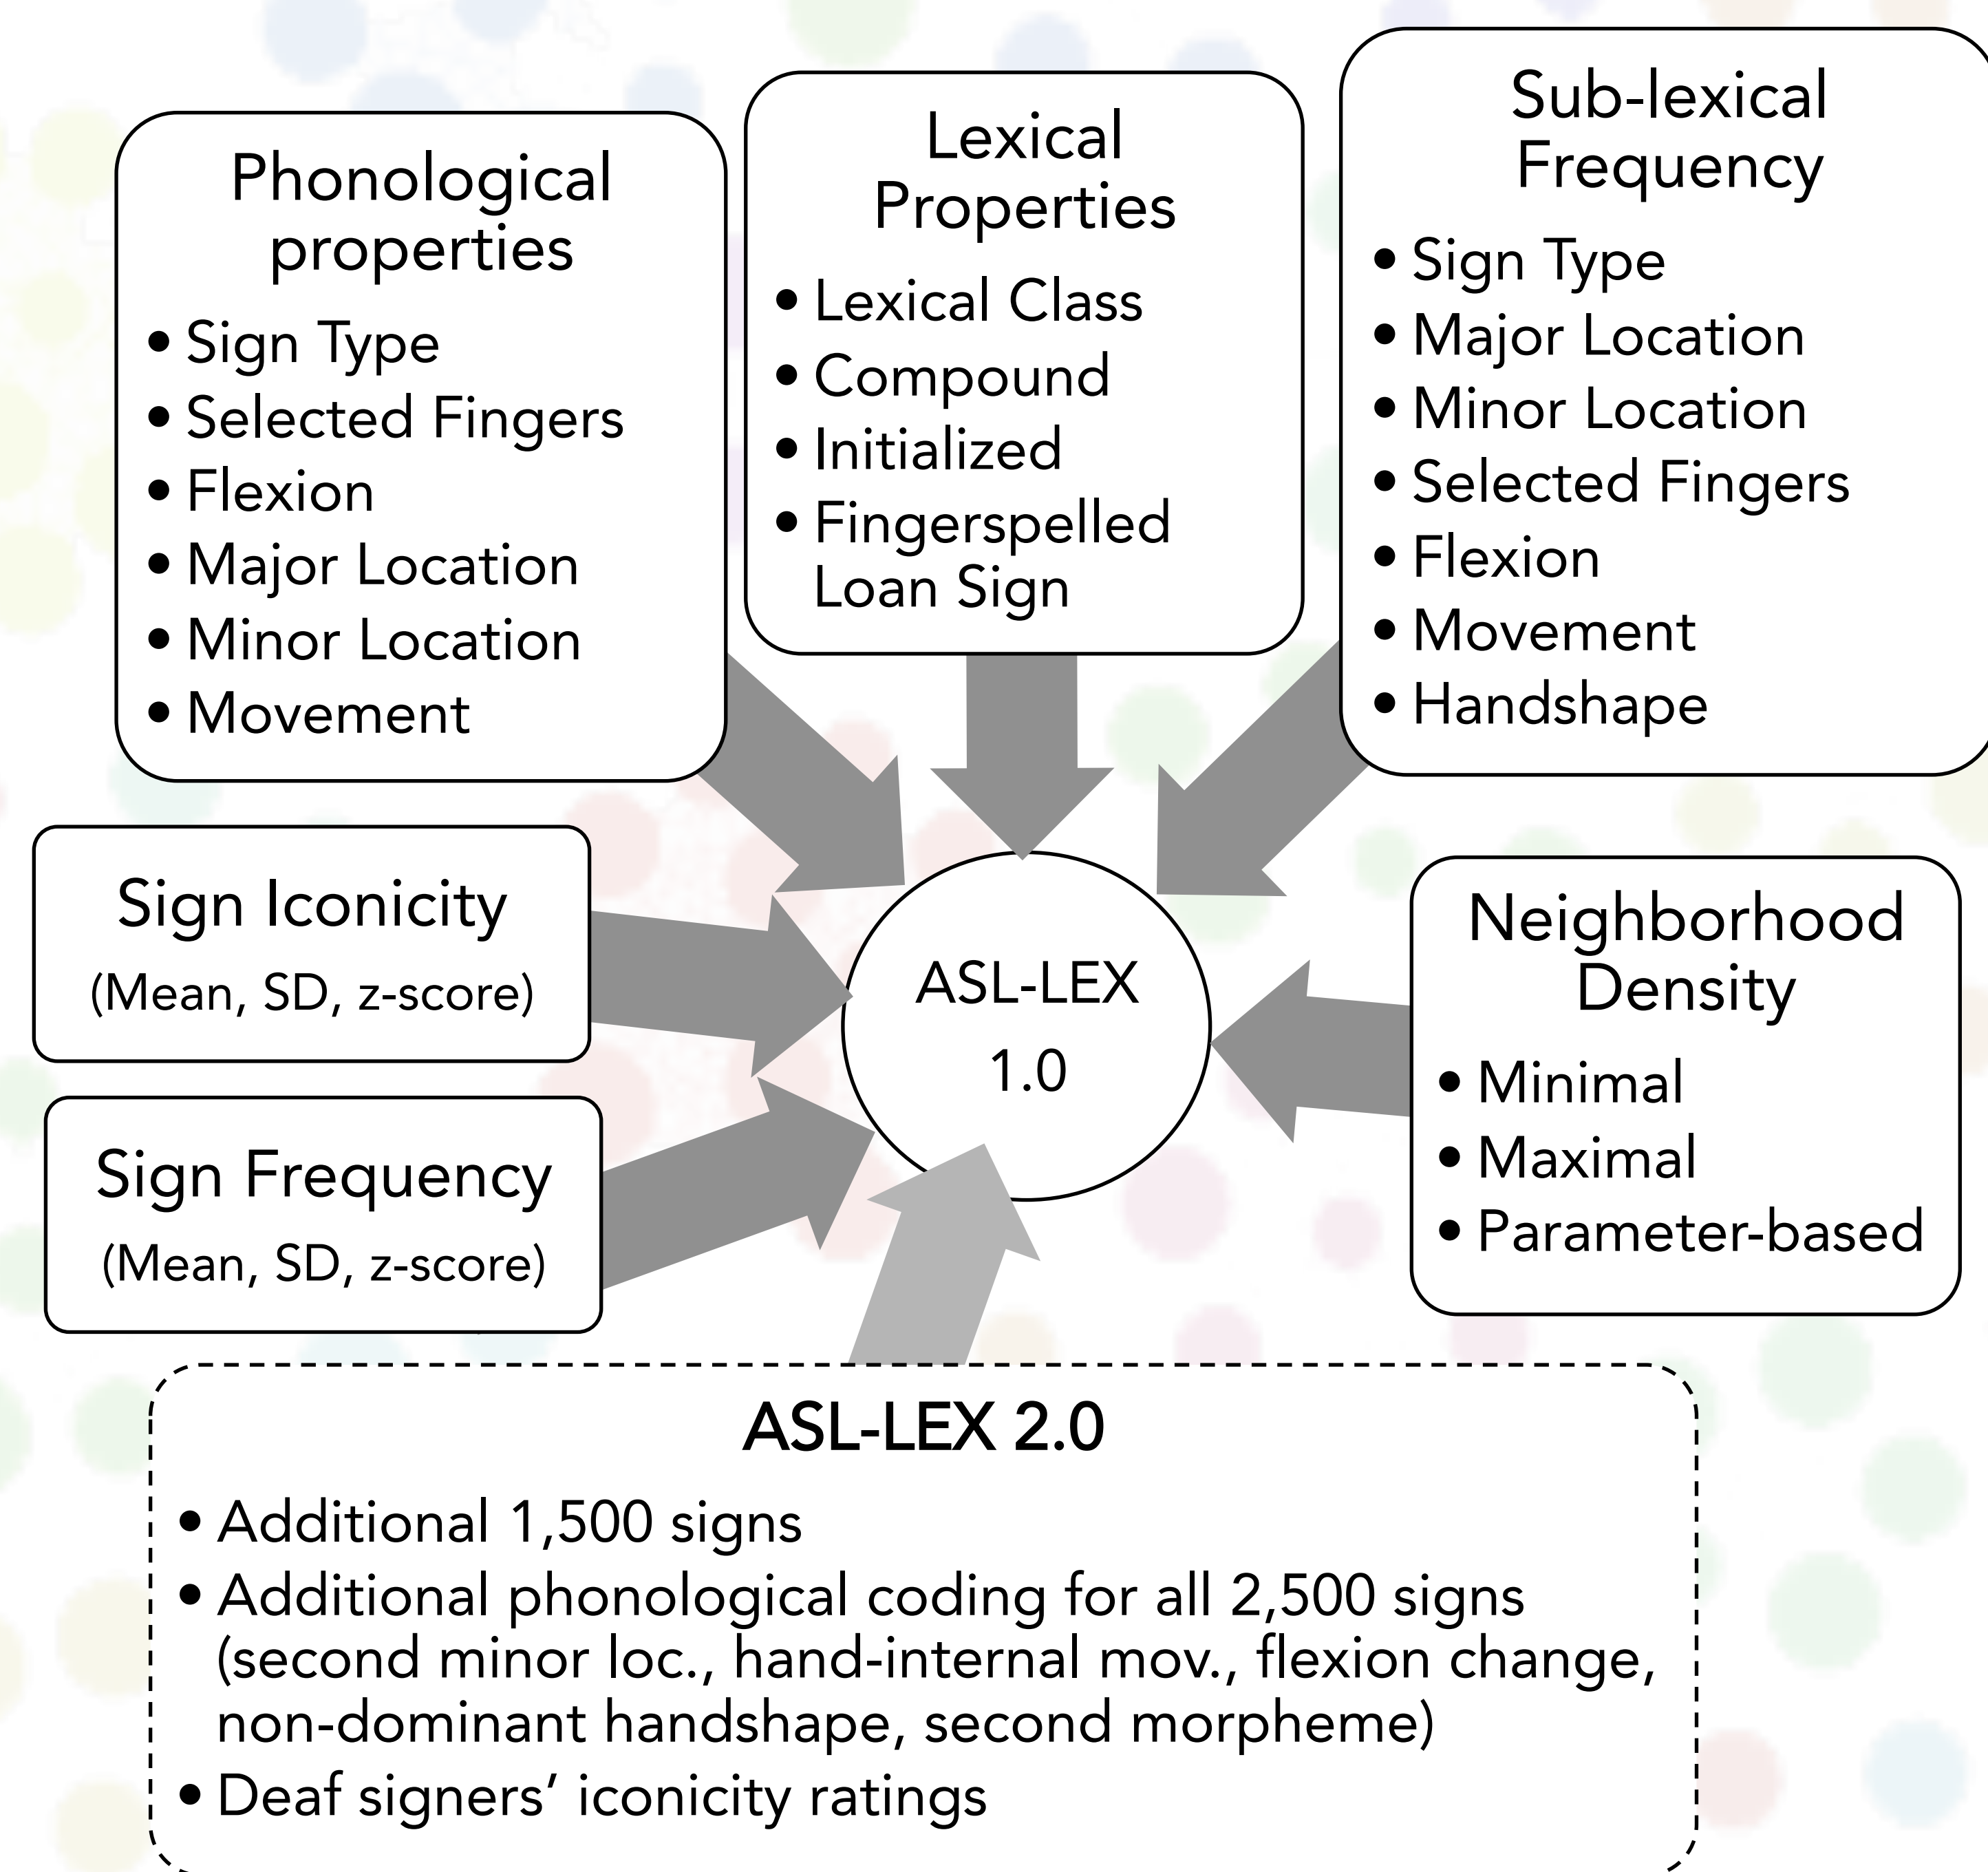 Phonological
properties
• Sign Type
• Selected Fingers
• Flexion
• Major Location
• Minor Location
• Movement
Lexical
Properties
• Lexical Class
• Compound
• Initialized
• Fingerspelled
Loan Sign
Sub-lexical
Frequency
• Sign Type
• Major Location
• Minor Location
• Selected Fingers
• Flexion
• Movement
• Handshape
Sign Iconicity
(Mean, SD, z-score)
Sign Frequency
(Mean, SD, z-score)
ASL-LEX
1.0
Neighborhood
Density
• Minimal
• Maximal
• Parameter-based
ASL-LEX 2.0
• Additional 1,500 signs
• Additional phonological coding for all 2,500 signs
(second minor loc., hand-internal mov., flexion change,
non-dominant handshape, second morpheme)
• Deaf signers’ iconicity ratings